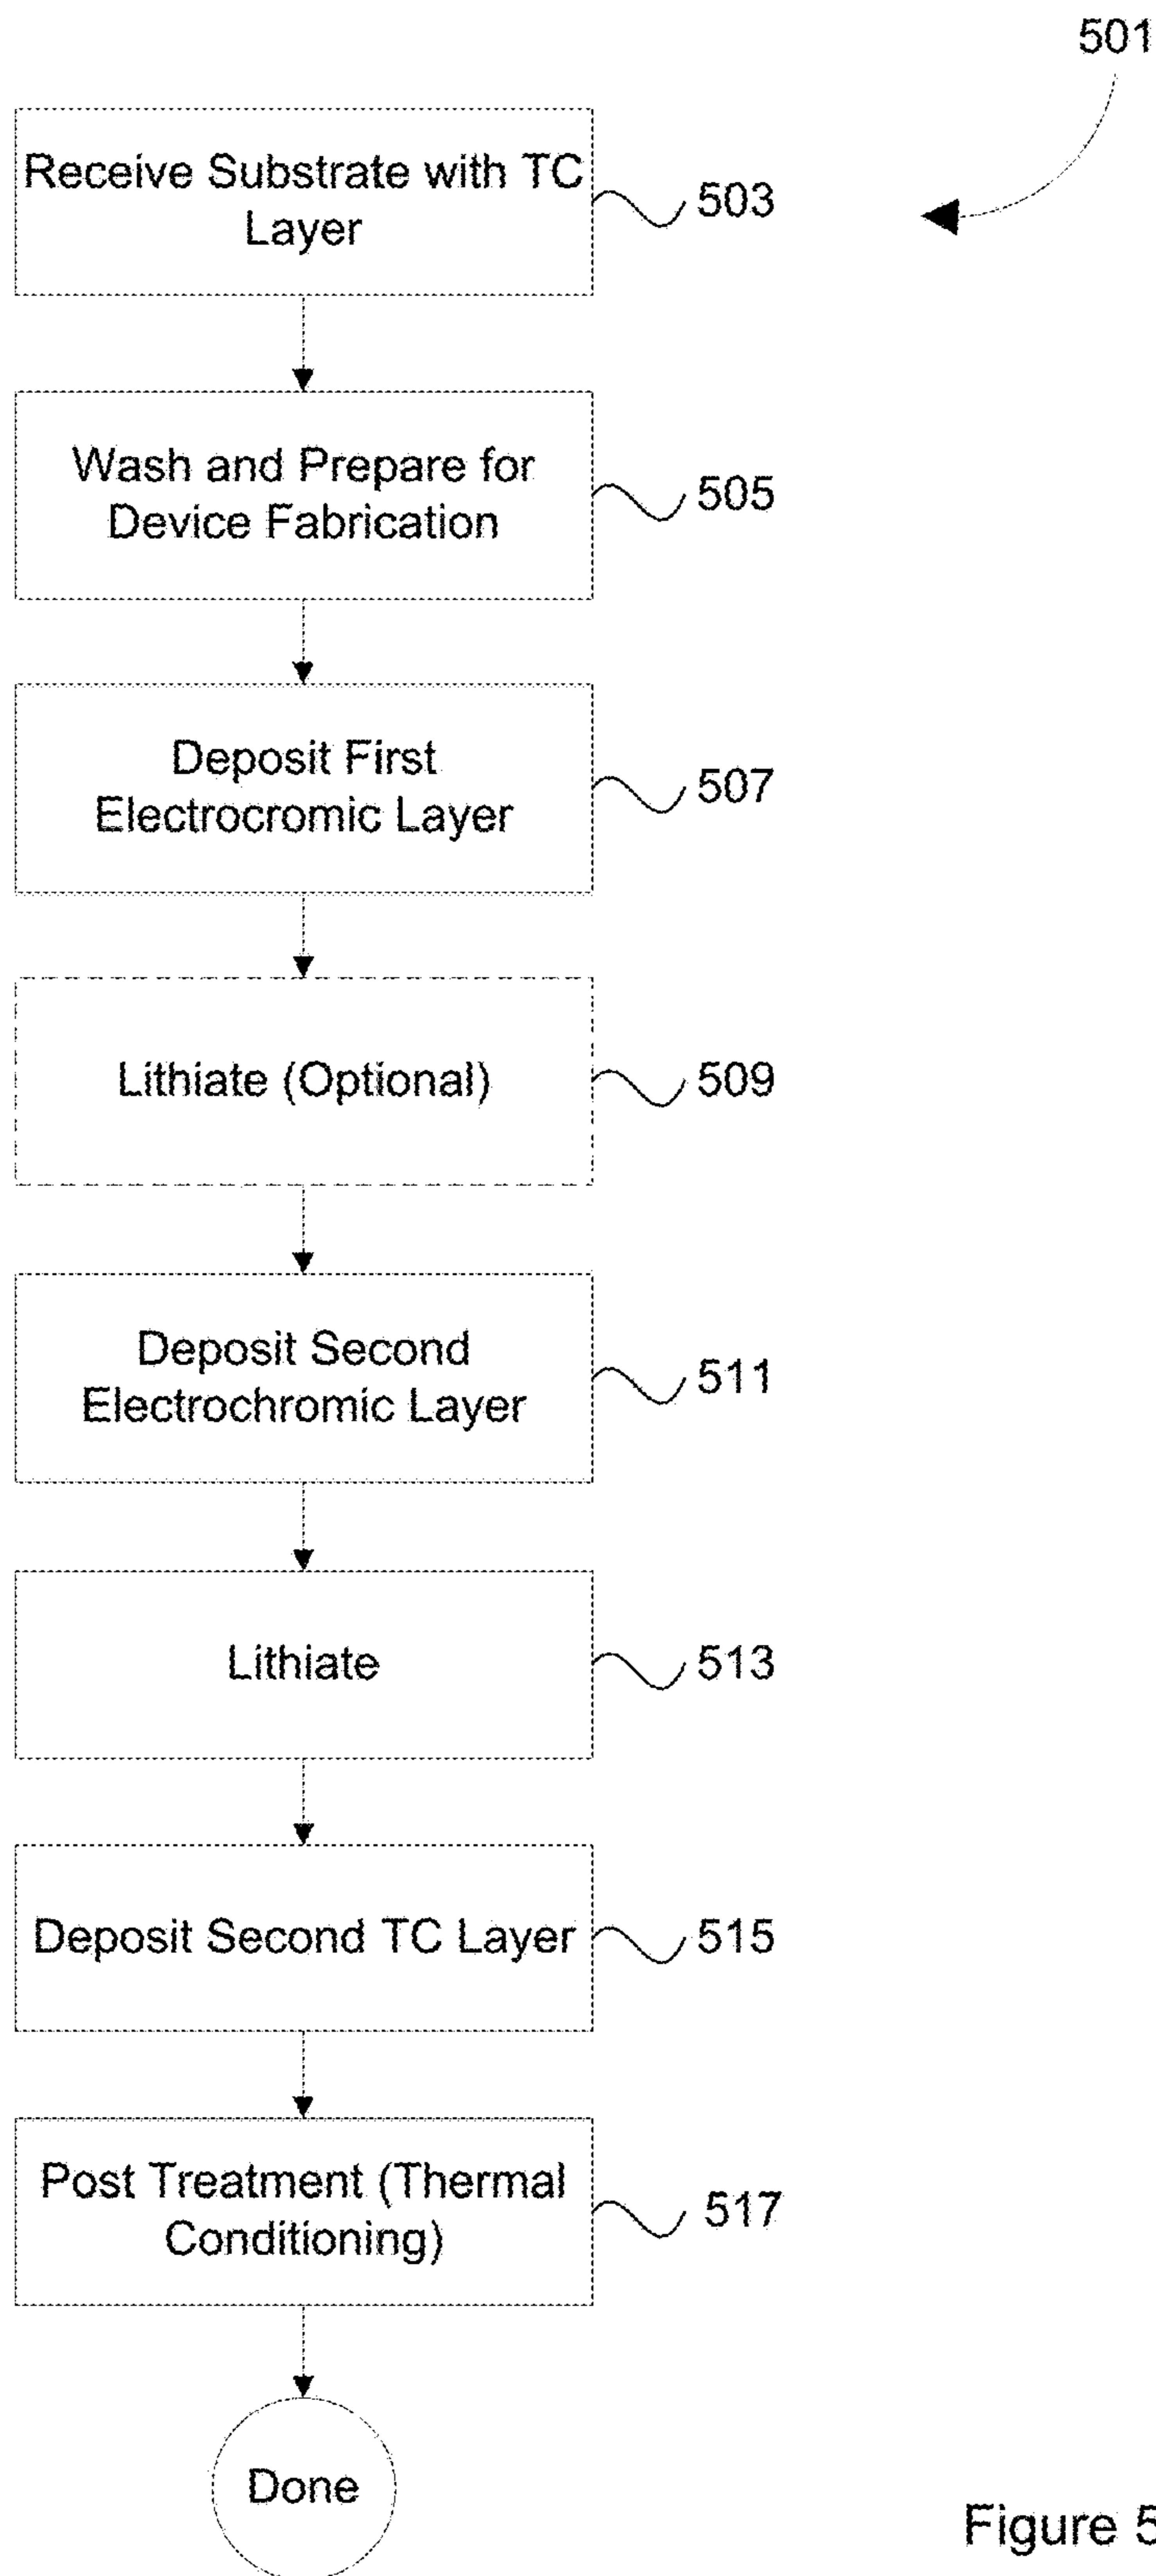 501
Receive Substrate with TC
Layer
503
Wash and Prepare for
Device Fabrication
505
Deposit First
Electrocromic Layer
507
Lithiate (Optional)
509
Deposit Second
Electrochromic Layer
511
Lithiate
513
Deposit Second TC Layer
515
Post Treatment (Thermal
Conditioning)
517
Done
Figure 5